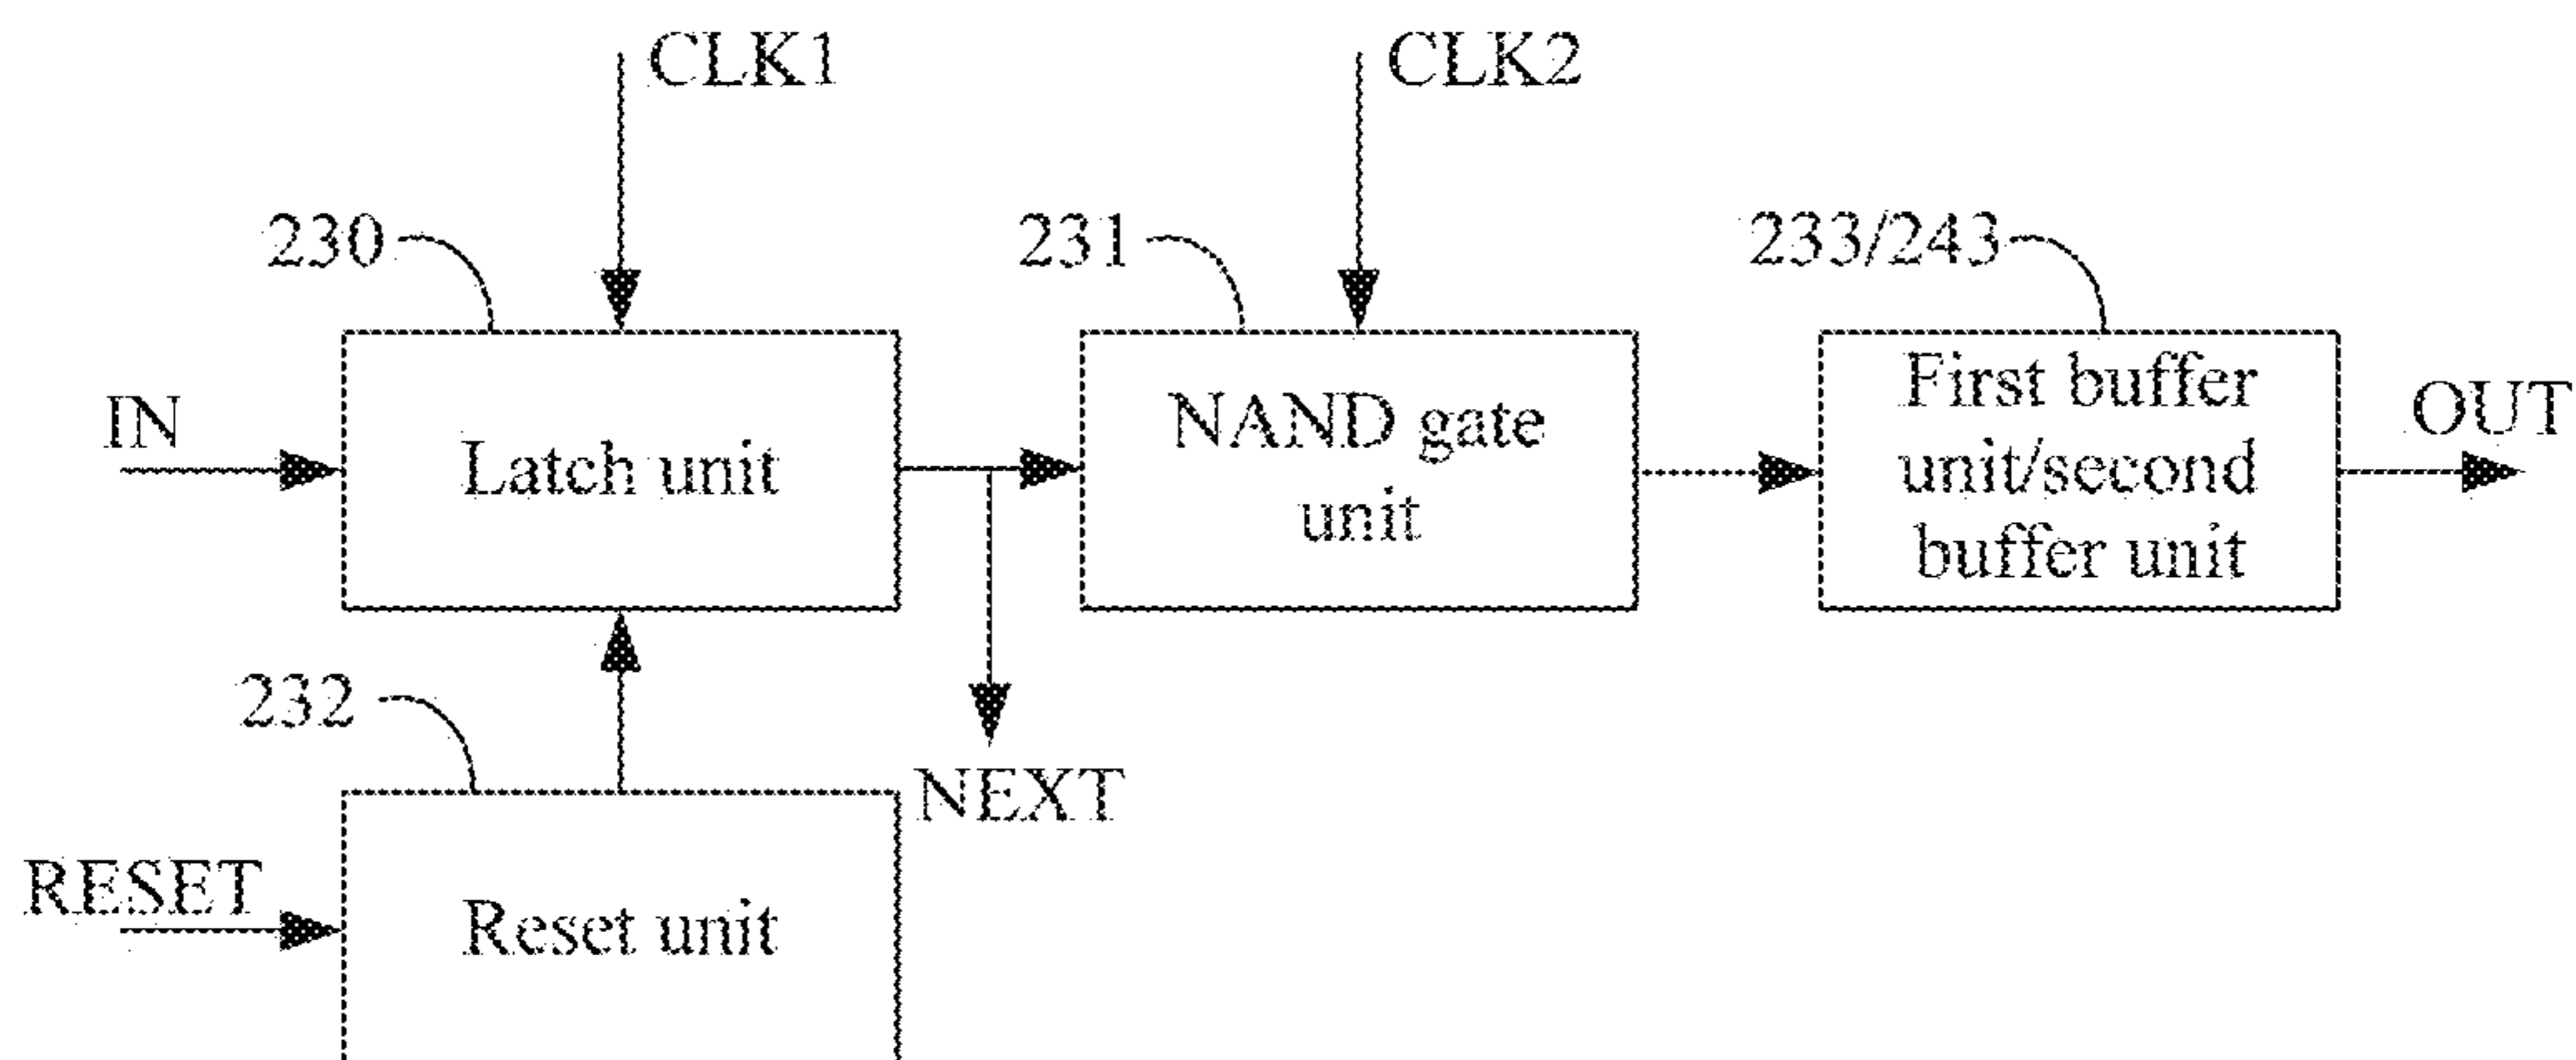 CLK1
CLK2
230
231
233/243
IN
Latch unit
NAND gate
unit
First buffer
unit/second
buffer unit
OUT
232
NEXT
RESET
Reset unit